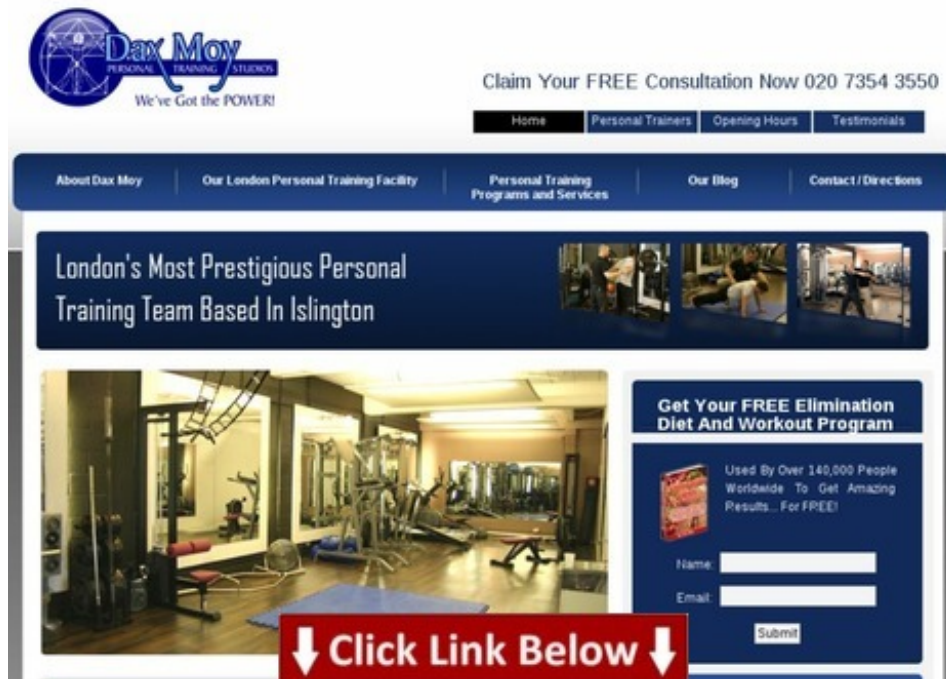 Dax Moy
PERSONAL TRAINING STUDIOS
We've Got the POWER!
Claim Your FREE Consultation Now 020 7354 3550
Home Personal Trainers Opening Hours Testimonials
About Dax Moy Our London Personal Training Facility Personal Training Programs and Services Our Blog Contact / Directions
London's Most Prestigious Personal
Training Team Based In Islington
Get Your FREE Elimination
Diet And Workout Program
Used By Over 140,000 People
Worldwide To Get Amazing
Results... For FREE!
Name:
Email:
Submit
Click Link Below